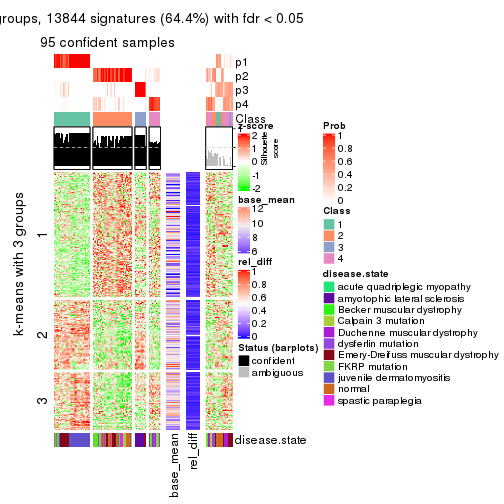 groups, 13844 signatures (64.4%) with fdr < 0.05
95 confident samples
p1
p2
p3
p4
Class
z-score
2
1
0
-1
-2
Silhouette
score
base_mean
12
10
8
6
rel_diff
1
0.8
0.6
0.4
0.2
0
Status (barplots)
confident
ambiguous
Prob
1
0.8
0.6
0.4
0.2
0
Class
1
2
3
4
disease.state
acute quadriplegic myopathy
amyotophic lateral sclerosis
Becker muscular dystrophy
Calpain 3 mutation
Duchenne muscular dystrophy
dysferlin mutation
Emery-Dreifuss muscular dystrophy
FKRP mutation
juvenile dermatomyositis
normal
spastic paraplegia
k-means with 3 groups
1
2
3
disease.state
base_mean
rel_diff